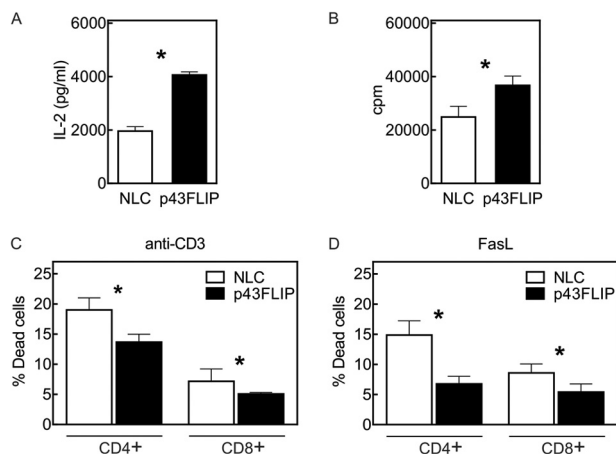 A
IL-2 (pg/ml)
6000
4000
2000
0
*
NLC p43FLIP
B
cpm
60000
40000
20000
0
*
NLC p43FLIP
C
anti-CD3
% Dead cells
25
20
15
10
5
0
NLC
p43FLIP
*
*
CD4+ CD8+
D
FasL
% Dead cells
25
20
15
10
5
0
NLC
p43FLIP
*
*
CD4+ CD8+